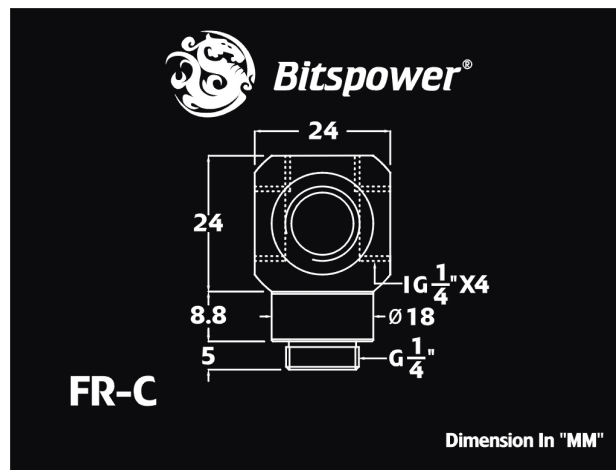 Bitspower®
24
24
IG 1/4"X4
8.8
Ø18
5
G 1/4"
FR-C
Dimension In "MM"